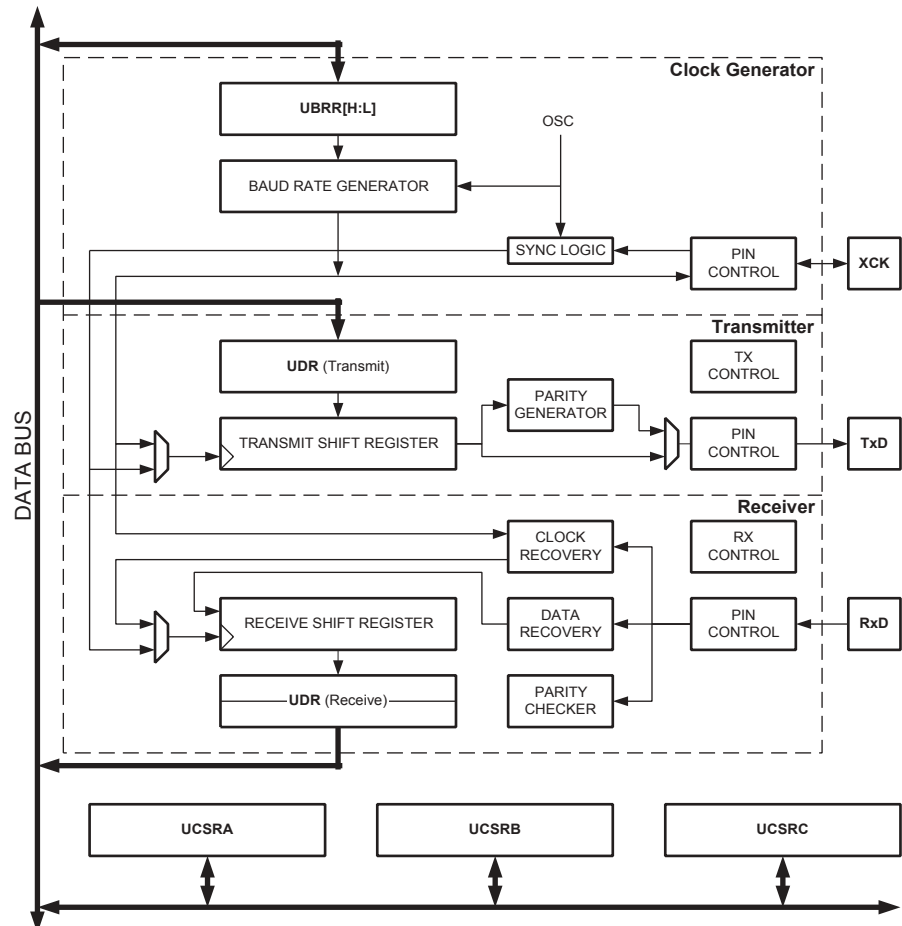 Clock Generator
UBRR[H:L]
OSC
BAUD RATE GENERATOR
SYNC LOGIC
PIN
CONTROL
XCK
DATA BUS
Transmitter
UDR (Transmit)
TX
CONTROL
PARITY
GENERATOR
TRANSMIT SHIFT REGISTER
PIN
CONTROL
TxD
Receiver
CLOCK
RECOVERY
RX
CONTROL
RECEIVE SHIFT REGISTER
DATA
RECOVERY
PIN
CONTROL
RxD
UDR (Receive)
PARITY
CHECKER
UCSRA
UCSRB
UCSRC